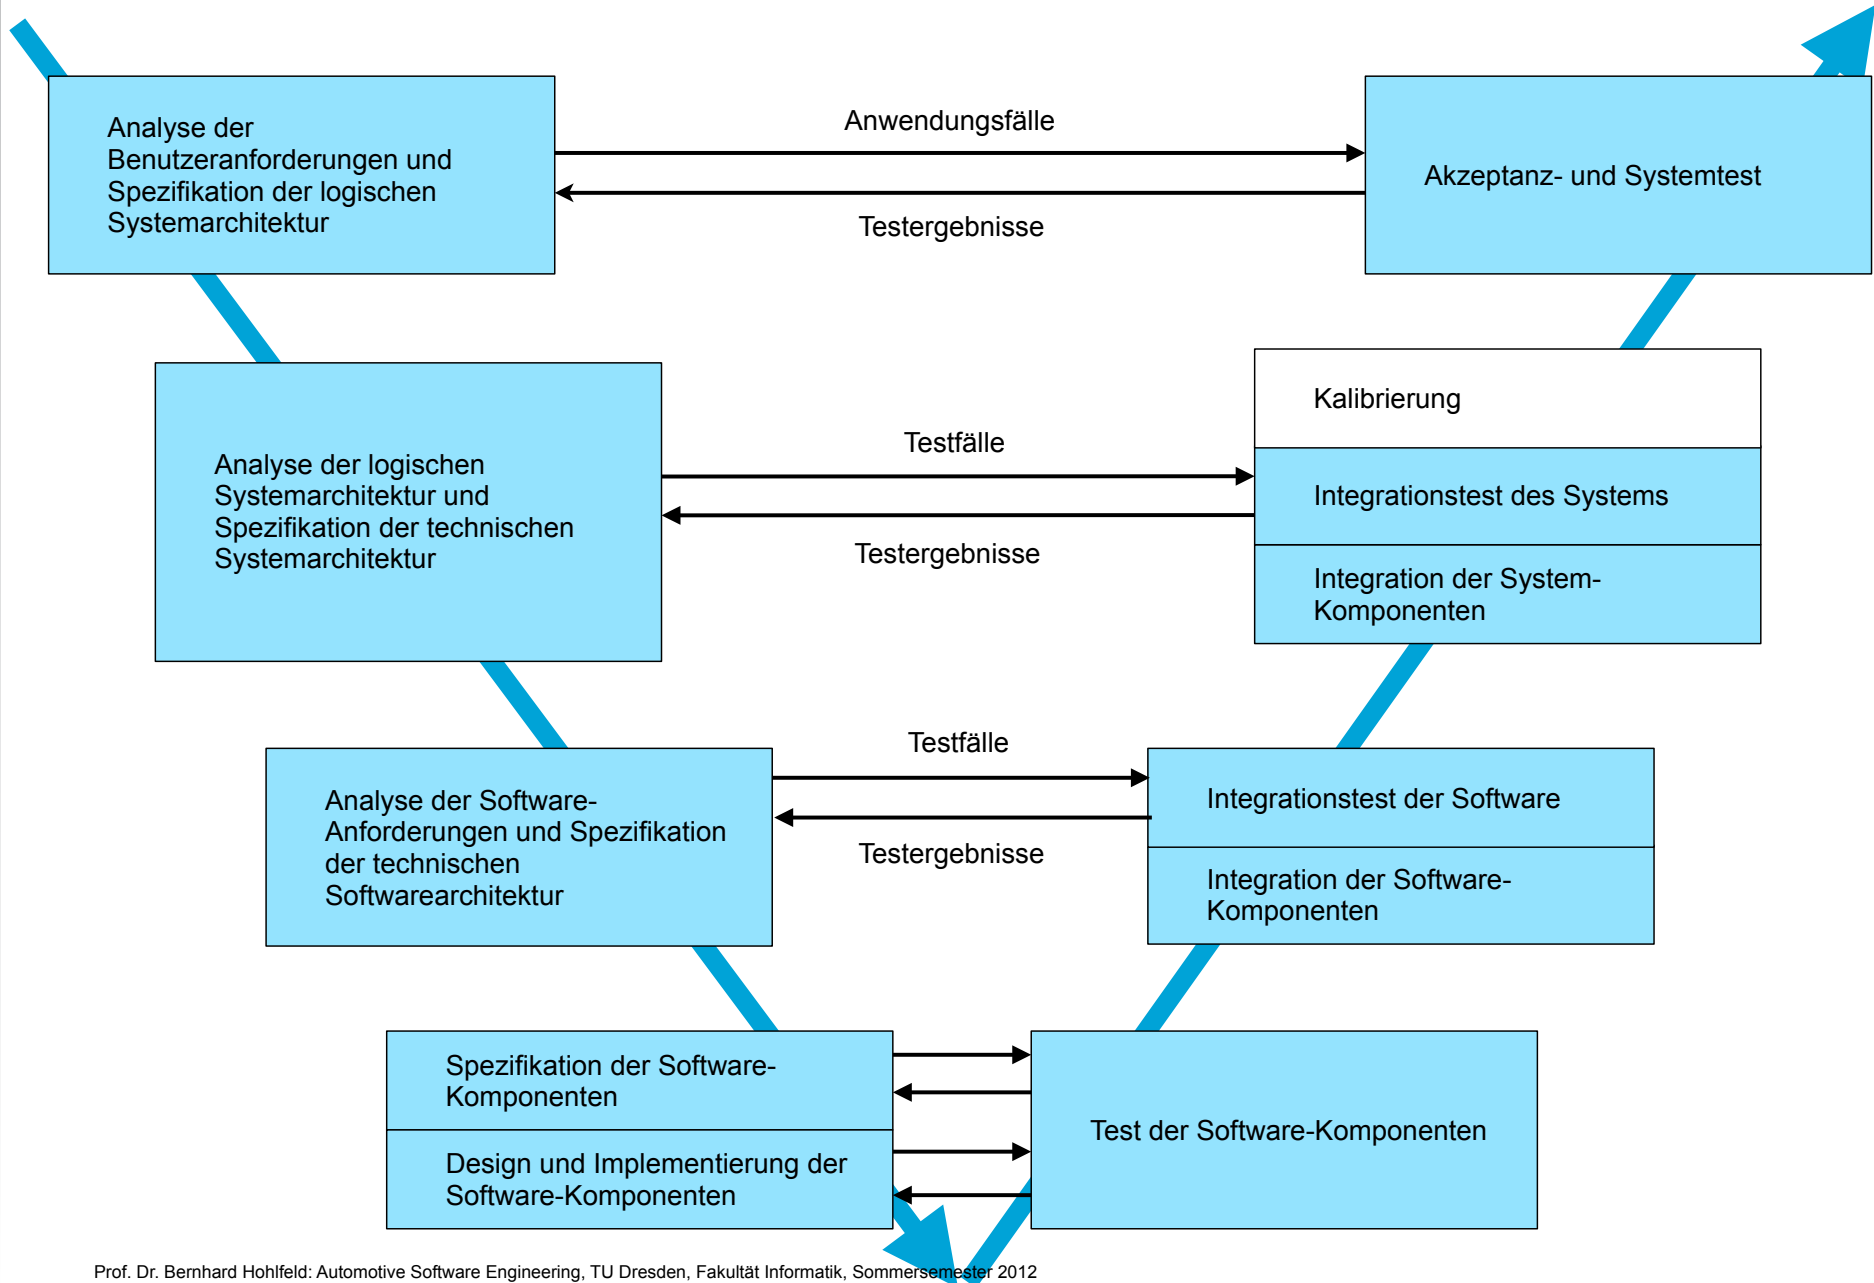 Analyse der
Benutzeranforderungen und
Spezifikation der logischen
Systemarchitektur
Anwendungsfälle
Testergebnisse
Akzeptanz- und Systemtest
Analyse der logischen
Systemarchitektur und
Spezifikation der technischen
Systemarchitektur
Testfälle
Testergebnisse
Kalibrierung
Integrationstest des Systems
Integration der System-
Komponenten
Analyse der Software-
Anforderungen und Spezifikation
der technischen
Softwarearchitektur
Testfälle
Testergebnisse
Integrationstest der Software
Integration der Software-
Komponenten
Spezifikation der Software-
Komponenten
Design und Implementierung der
Software-Komponenten
Test der Software-Komponenten
Prof. Dr. Bernhard Hohlfeld: Automotive Software Engineering, TU Dresden, Fakultät Informatik, Sommersemester 2012